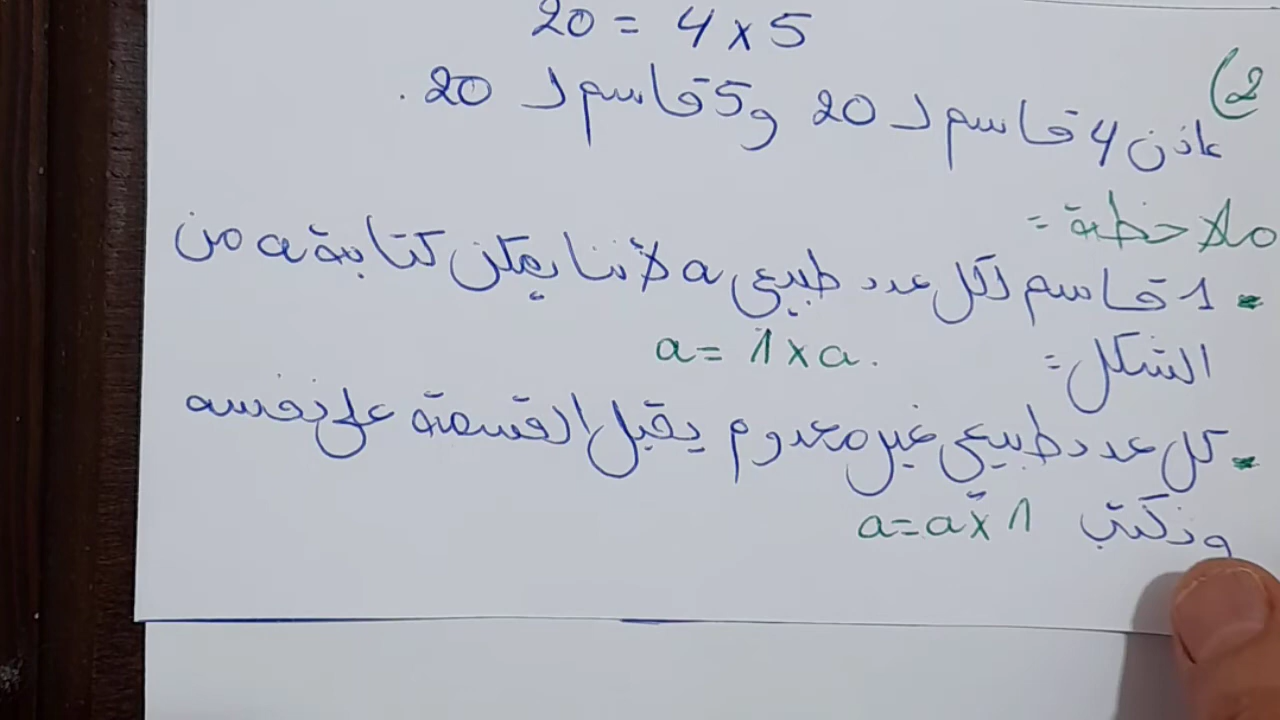 2) 20 = 4 x 5
إذن 4 قاسم لـ 20 و 5 قاسم لـ 20 .
ملاحظة :
- 1 قاسم لكل عدد طبيعي a لأننا يمكن كتابة a من
الشكل : a = 1 x a .
- كل عدد طبيعي غير معدوم يقبل القسمة على نفسه
ونكتب a = a x 1